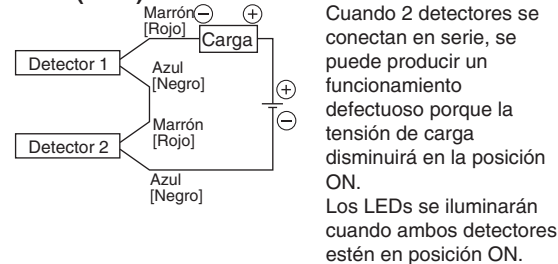 Marrón
[Rojo]
Carga
Detector 1
Azul
[Negro]
Marrón
[Rojo]
Detector 2
Azul
[Negro]
Cuando 2 detectores se
conectan en serie, se
puede producir un
funcionamiento
defectuoso porque la
tensión de carga
disminuirá en la posición
ON.
Los LEDs se iluminarán
cuando ambos detectores
estén en posición ON.